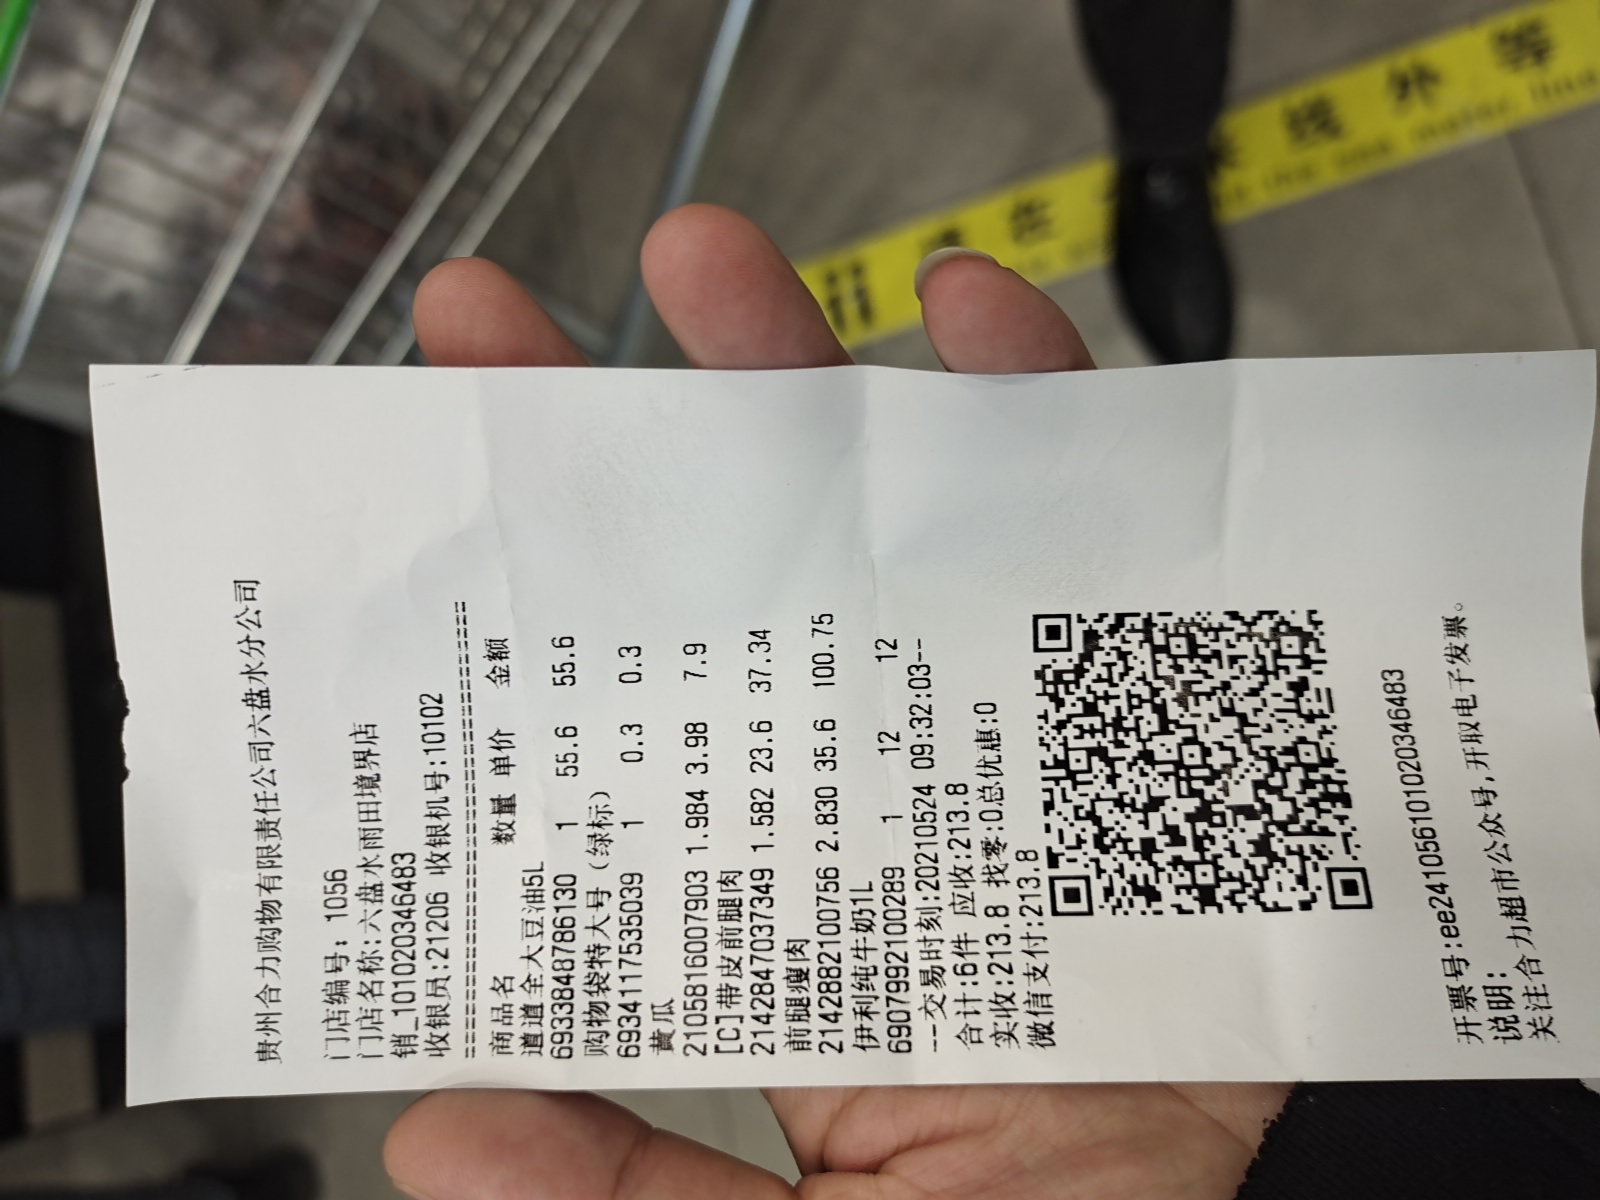 贵州合力购物有限责任公司六盘水分公司
门店编号: 1056
门店名称:六盘水雨田境界店
销_101020346483
收银员:21206 收银机号:10102
商品名 数量 单价 金额
道道全大豆油5L
6933848786130 1 55.6 55.6
购物袋特大号(绿标)
6934117535039 1 0.3 0.3
黄瓜
2105816007903 1.984 3.98 7.9
[C]带皮前腿肉
2142847037349 1.582 23.6 37.34
前腿瘦肉
2142882100756 2.830 35.6 100.75
伊利纯牛奶1L
6907992100289 1 12 12
--交易时刻:20210524 09:32:03--
合计:6件 应收:213.8
实收:213.8 找零:0总优惠:0
微信支付:213.8
开票号:ee241056101020346483
说明:
关注合力超市公众号,开取电子发票。